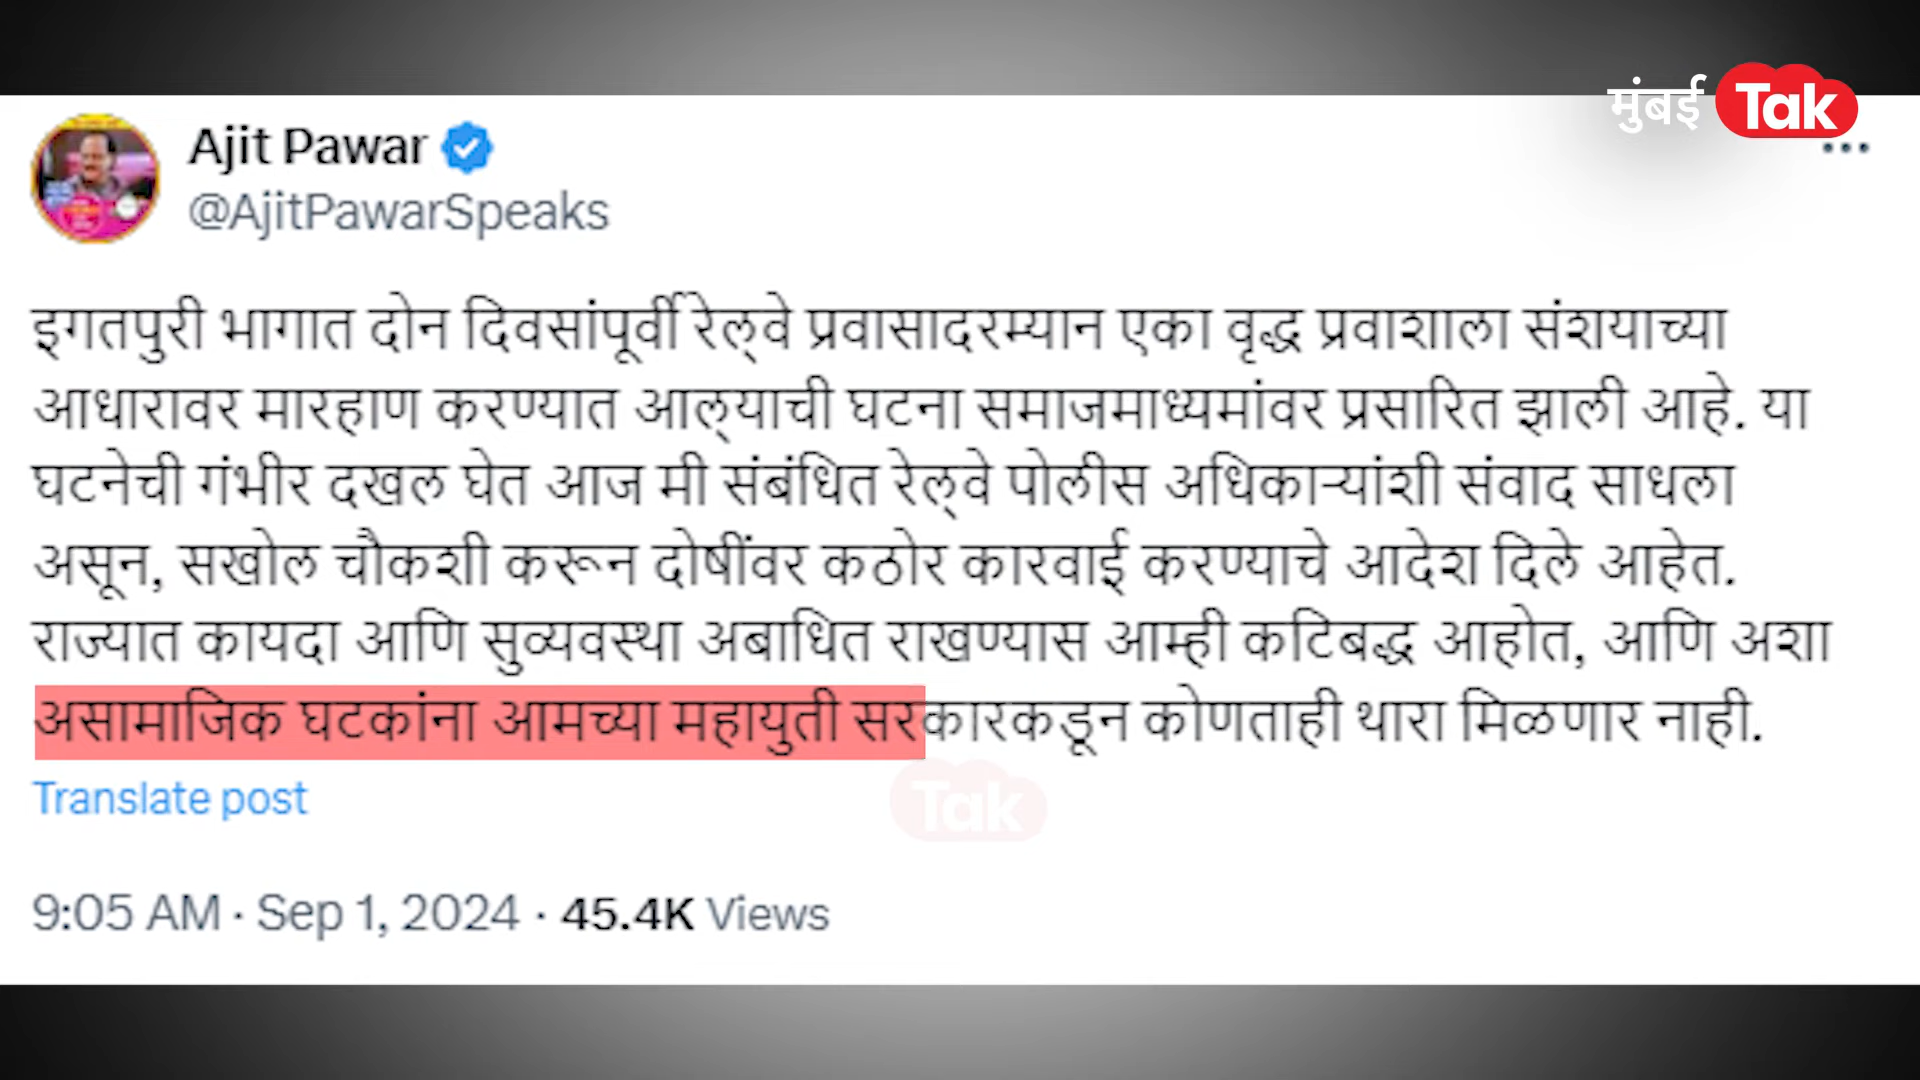 मुंबई Tak
Ajit Pawar
@AjitPawarSpeaks
इगतपुरी भागात दोन दिवसांपूर्वी रेल्‌वे प्रवासादरम्यान एका वृद्ध प्रवाशाला संशयाच्या
आधारावर मारहाण करण्यात आल्‌याची घटना समाजमाध्यमांवर प्रसारित झाली आहे. या
घटनेची गंभीर दखल घेत आज मी संबंधित रेल्‌वे पोलीस अधिकाऱ्यांशी संवाद साधला
असून, सखोल चौकशी करून दोषींवर कठोर कारवाई करण्याचे आदेश दिले आहेत.
राज्यात कायदा आणि सुव्यवस्था अबाधित राखण्यास आम्ही कटिबद्ध आहोत, आणि अशा
असामाजिक घटकांना आमच्या महायुती सरकारकडून कोणताही थारा मिळणार नाही.
Translate post
Tak
9:05 AM · Sep 1, 2024 · 45.4K Views